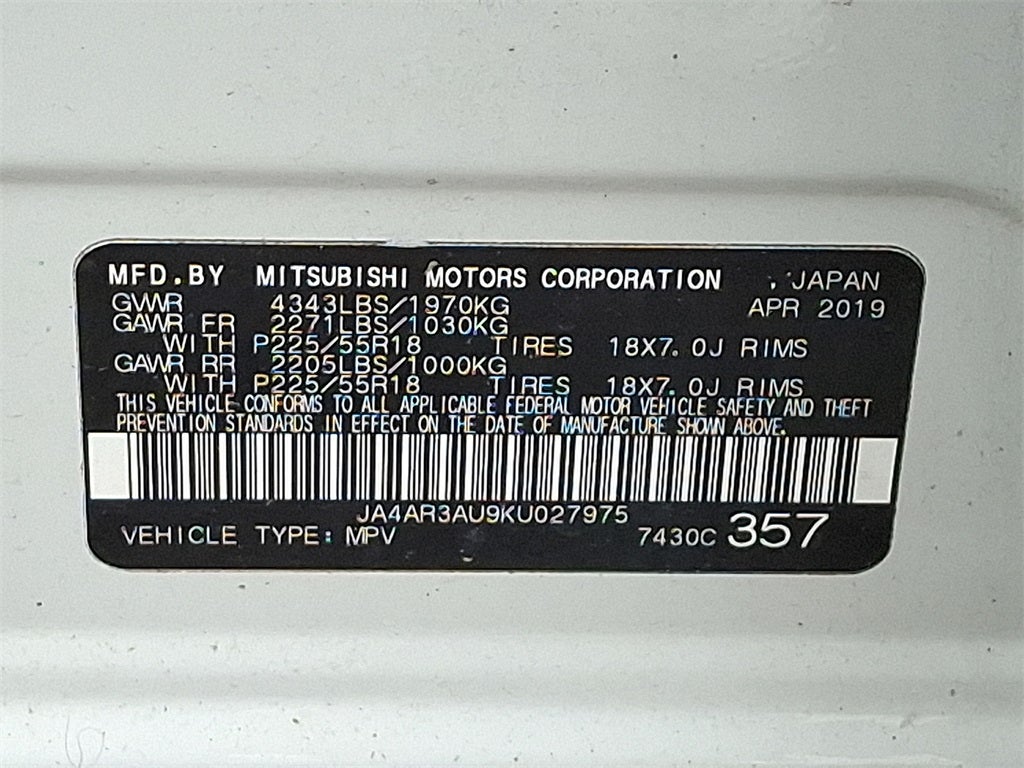 MFD.BY MITSUBISHI MOTORS CORPORATION , JAPAN
GVWR 4343LBS/1970KG APR 2019
GAWR FR 2271LBS/1030KG
WITH P225/55R18 TIRES 18X7.0J RIMS
GAWR RR 2205LBS/1000KG
WITH P225/55R18 TIRES 18X7.0J RIMS
THIS VEHICLE CONFORMS TO ALL APPLICABLE FEDERAL MOTOR VEHICLE SAFETY AND THEFT
PREVENTION STANDARDS IN EFFECT ON THE DATE OF MANUFACTURE SHOWN ABOVE.
JA4AR3AU9KU027975
VEHICLE TYPE: MPV 7430C 357